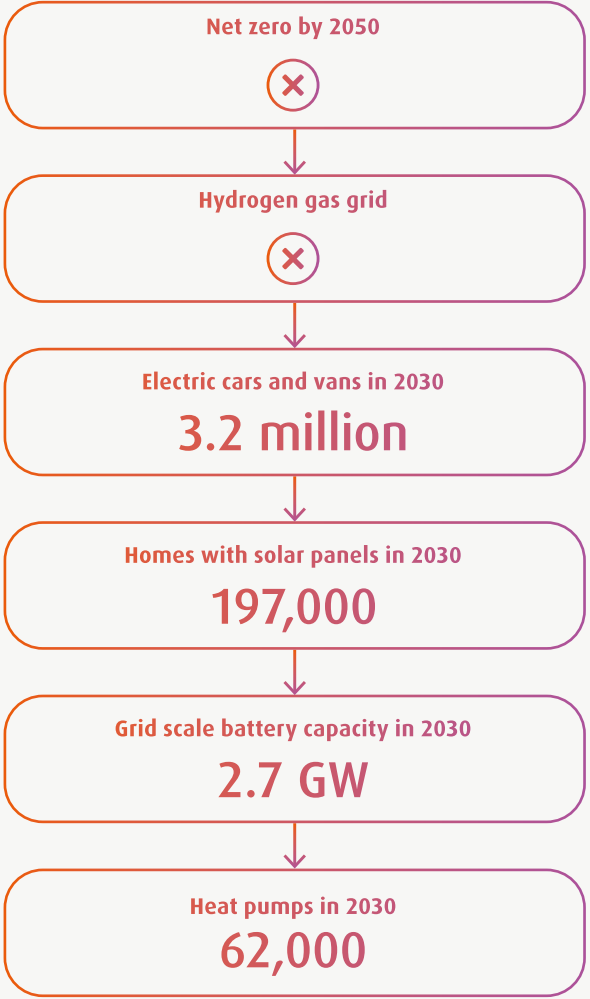 Net zero by 2050
Hydrogen gas grid
Electric cars and vans in 2030
3.2 million
Homes with solar panels in 2030
197,000
Grid scale battery capacity in 2030
2.7 GW
Heat pumps in 2030
62,000